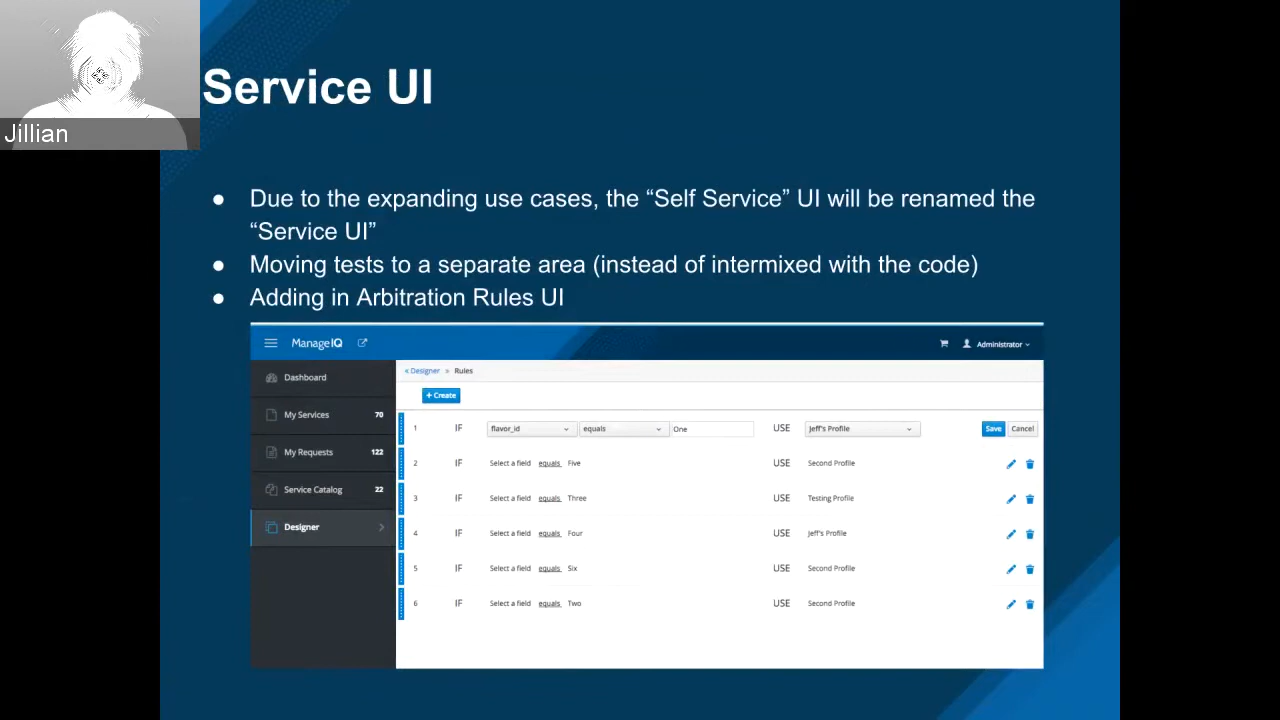 Jillian
Service UI
● Due to the expanding use cases, the “Self Service” UI will be renamed the
“Service UI”
● Moving tests to a separate area (instead of intermixed with the code)
● Adding in Arbitration Rules UI
ManageIQ Administrator
Dashboard
My Services 70
My Requests 122
Service Catalog 22
Designer
< Designer » Rules
+ Create
1 IF flavor_id equals One USE Jeff's Profile Save Cancel
2 IF Select a field equals Five USE Second Profile
3 IF Select a field equals Three USE Testing Profile
4 IF Select a field equals Four USE Jeff's Profile
5 IF Select a field equals Six USE Second Profile
6 IF Select a field equals Two USE Second Profile